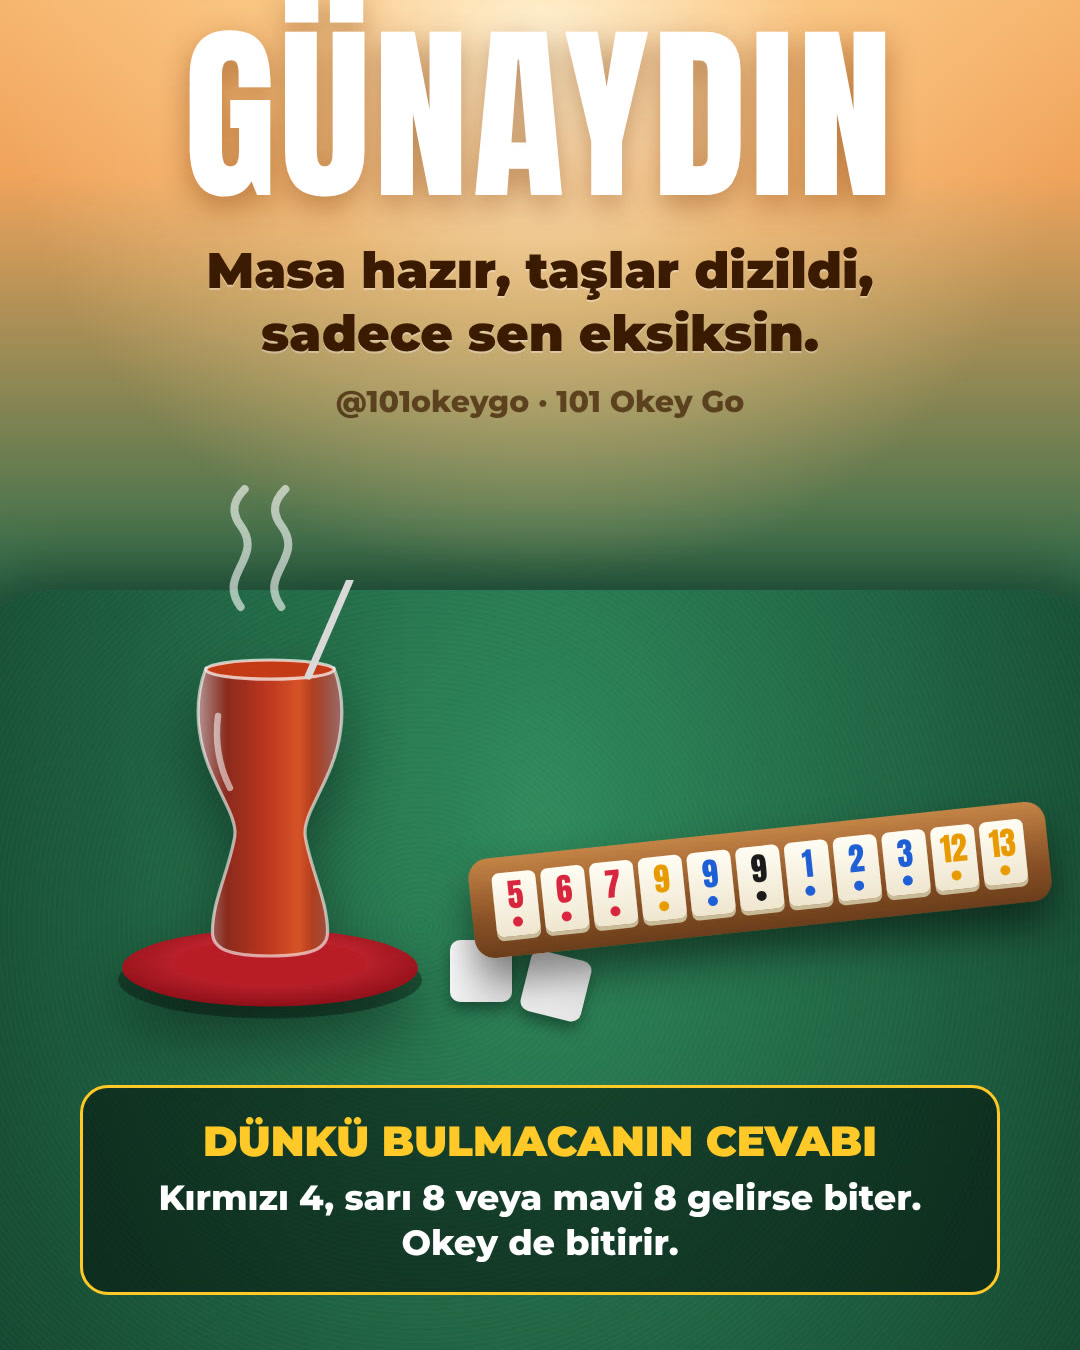 GÜNAYDIN
Masa hazır, taşlar dizildi,
sadece sen eksiksin.
@101okeygo • 101 Okey Go
5 6 7 9 9 9 1 2 3 12 13
DÜNKÜ BULMACANIN CEVABI
Kırmızı 4, sarı 8 veya mavi 8 gelirse biter.
Okey de bitirir.